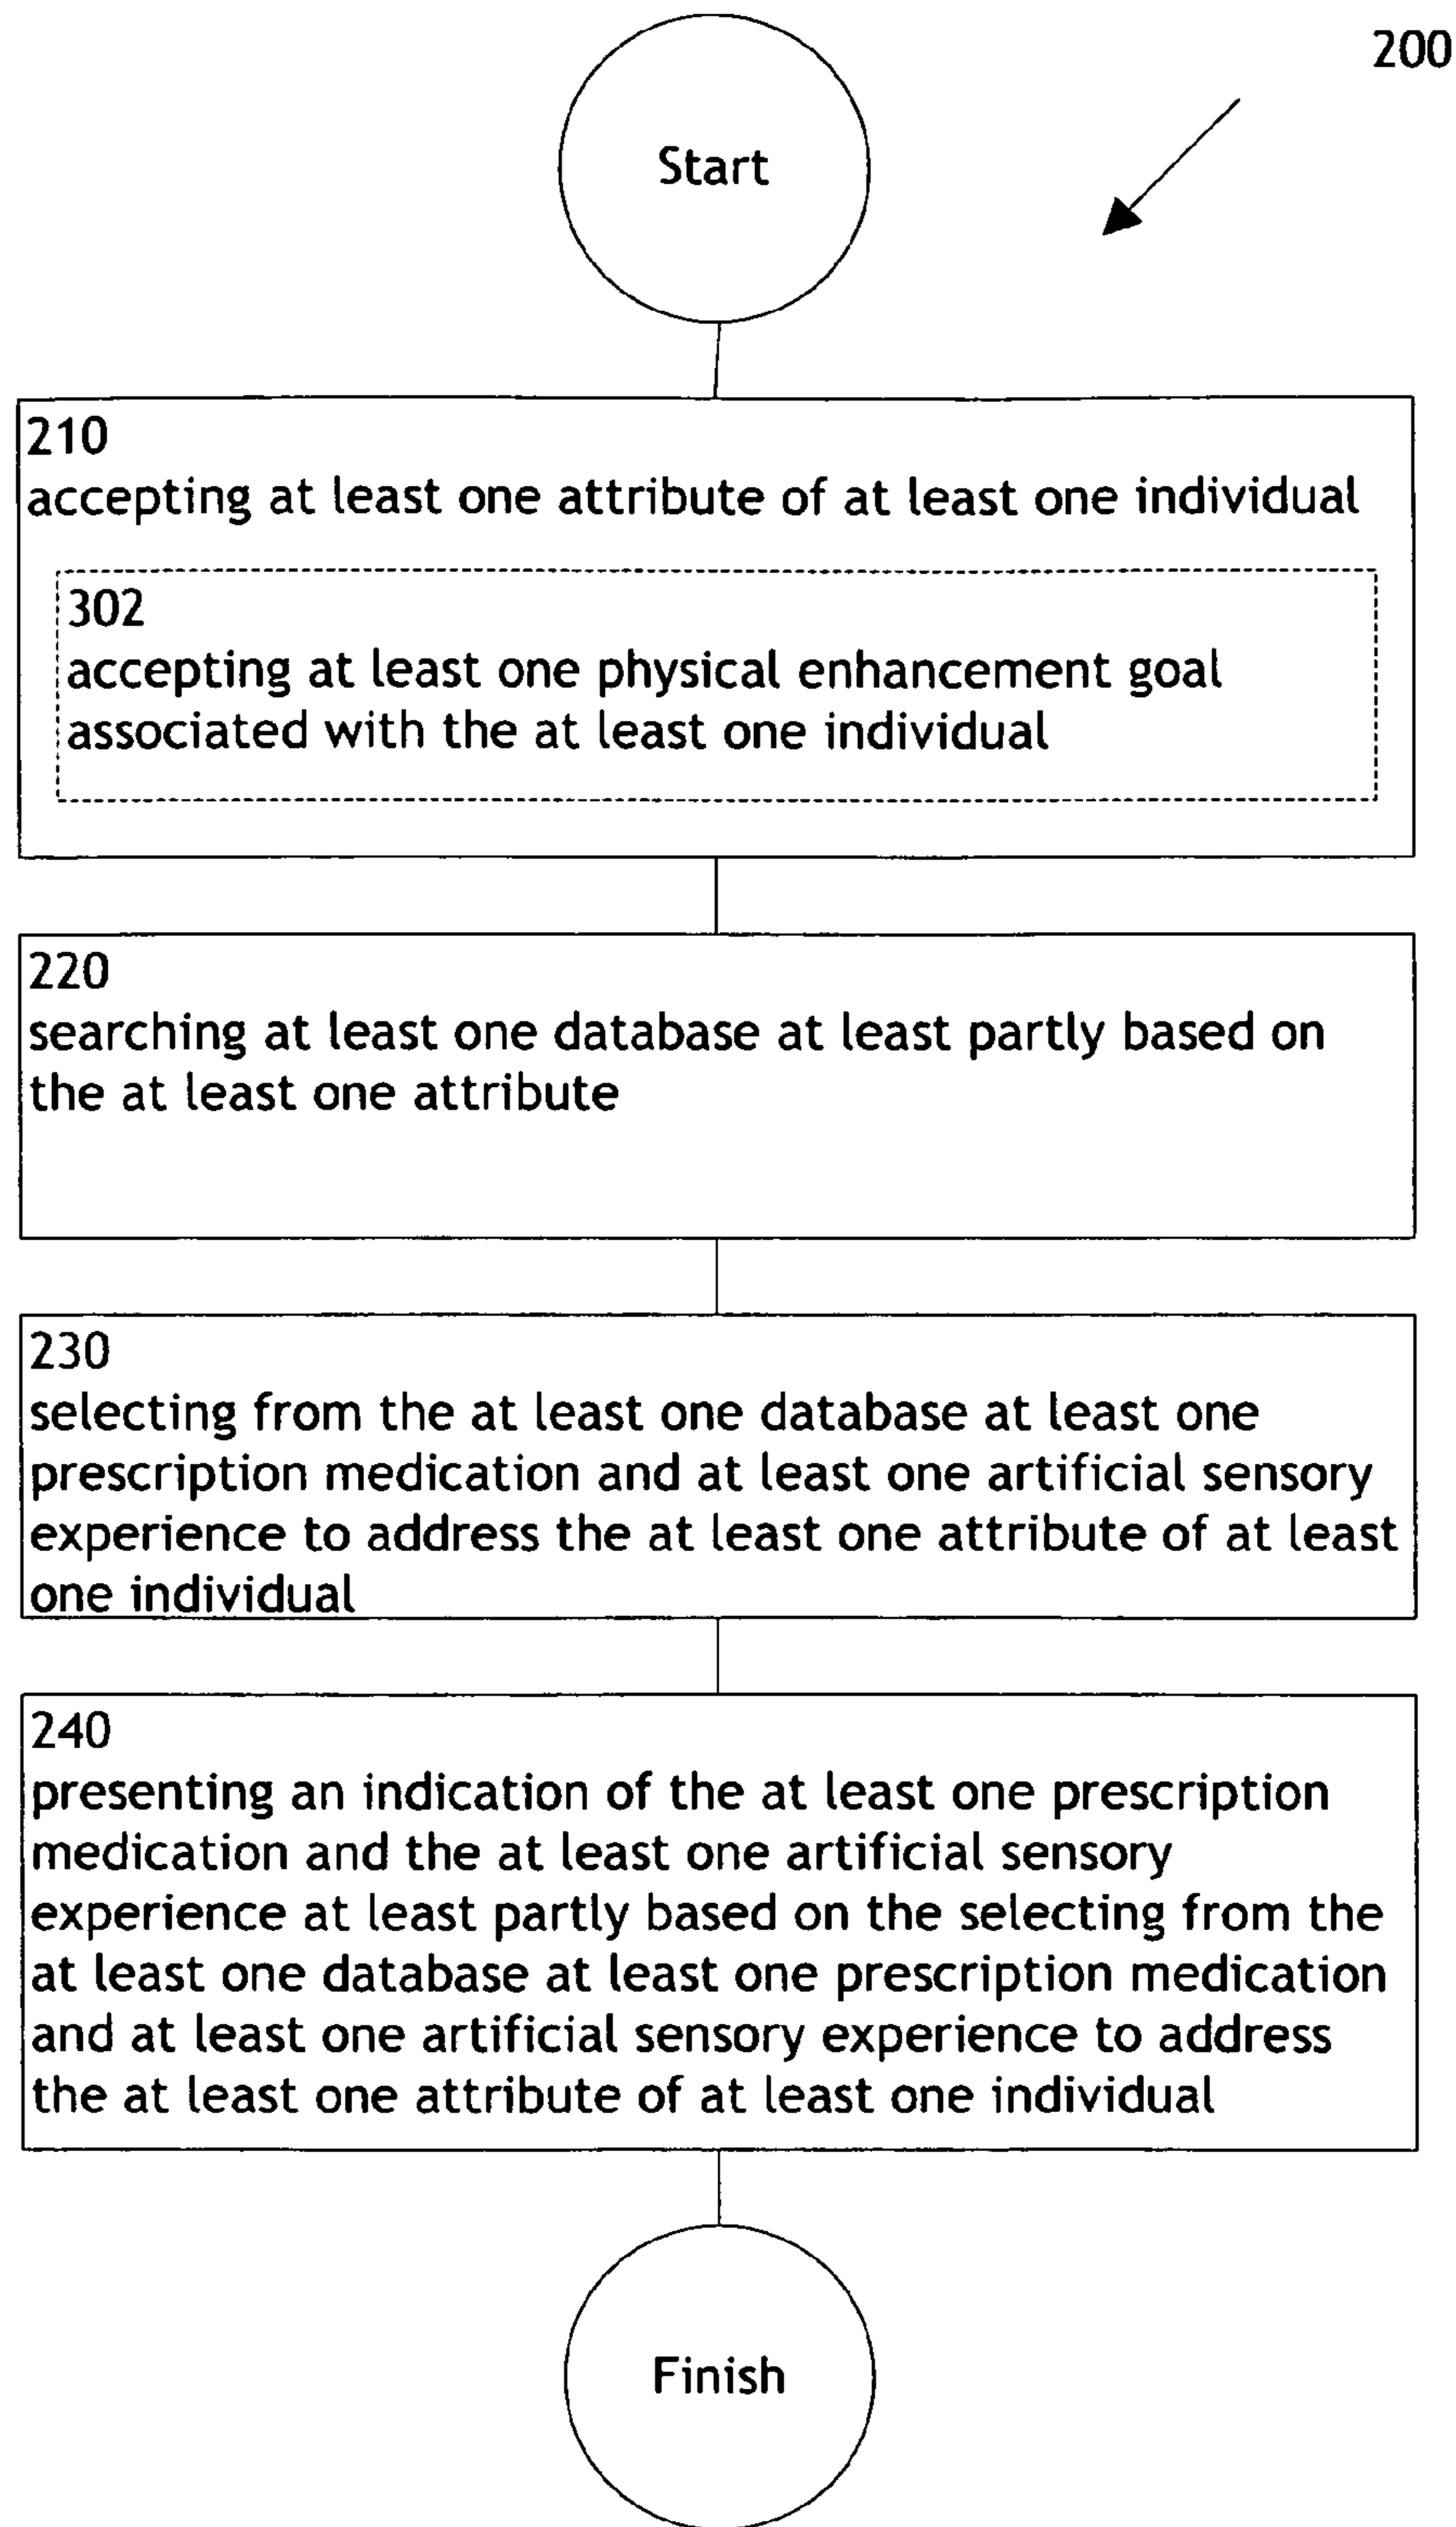 200
Start
210
accepting at least one attribute of at least one individual
302
accepting at least one physical enhancement goal
associated with the at least one individual
220
searching at least one database at least partly based on
the at least one attribute
230
selecting from the at least one database at least one
prescription medication and at least one artificial sensory
experience to address the at least one attribute of at least
one individual
240
presenting an indication of the at least one prescription
medication and the at least one artificial sensory
experience at least partly based on the selecting from the
at least one database at least one prescription medication
and at least one artificial sensory experience to address
the at least one attribute of at least one individual
Finish